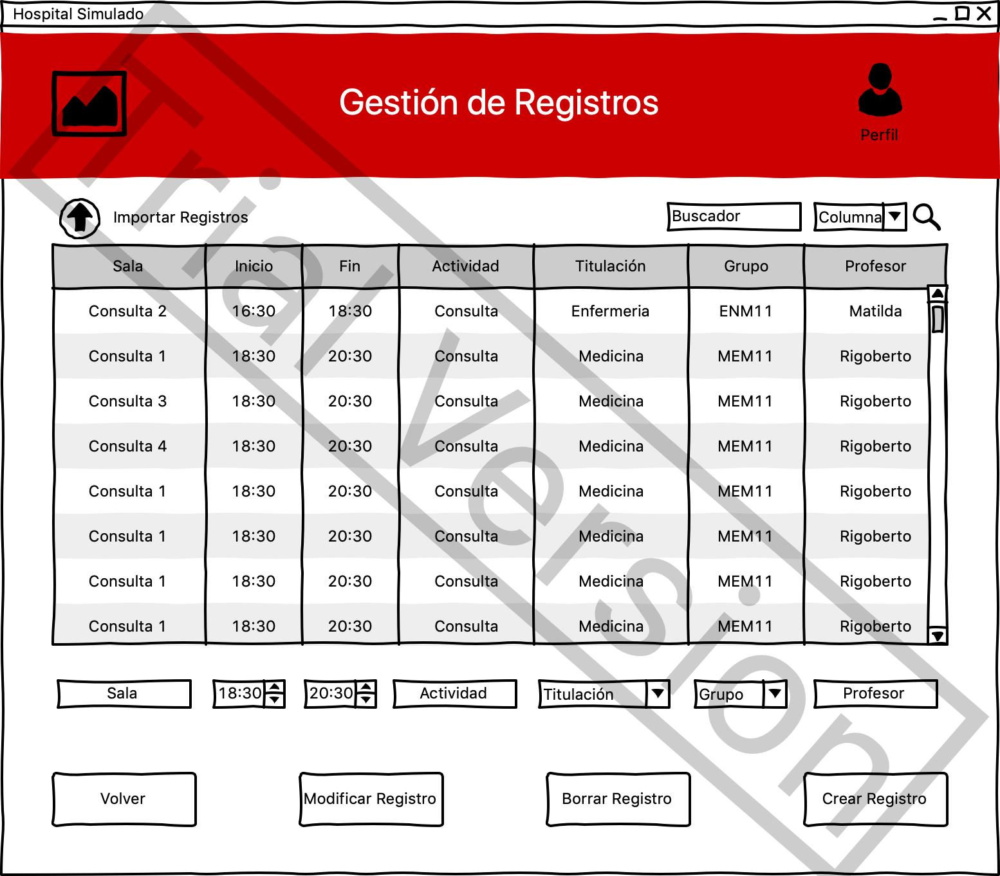 Hospital Simulado
Gestión de Registros
Perfil
Importar Registros
Buscador
Columna
Sala Inicio Fin Actividad Titulación Grupo Profesor
Consulta 2 16:30 18:30 Consulta Enfermeria ENM11 Matilda
Consulta 1 18:30 20:30 Consulta Medicina MEM11 Rigoberto
Consulta 3 18:30 20:30 Consulta Medicina MEM11 Rigoberto
Consulta 4 18:30 20:30 Consulta Medicina MEM11 Rigoberto
Consulta 1 18:30 20:30 Consulta Medicina MEM11 Rigoberto
Consulta 1 18:30 20:30 Consulta Medicina MEM11 Rigoberto
Consulta 1 18:30 20:30 Consulta Medicina MEM11 Rigoberto
Consulta 1 18:30 20:30 Consulta Medicina MEM11 Rigoberto
Sala 18:30 20:30 Actividad Titulación Grupo Profesor
Volver
Modificar Registro
Borrar Registro
Crear Registro
Trial Version